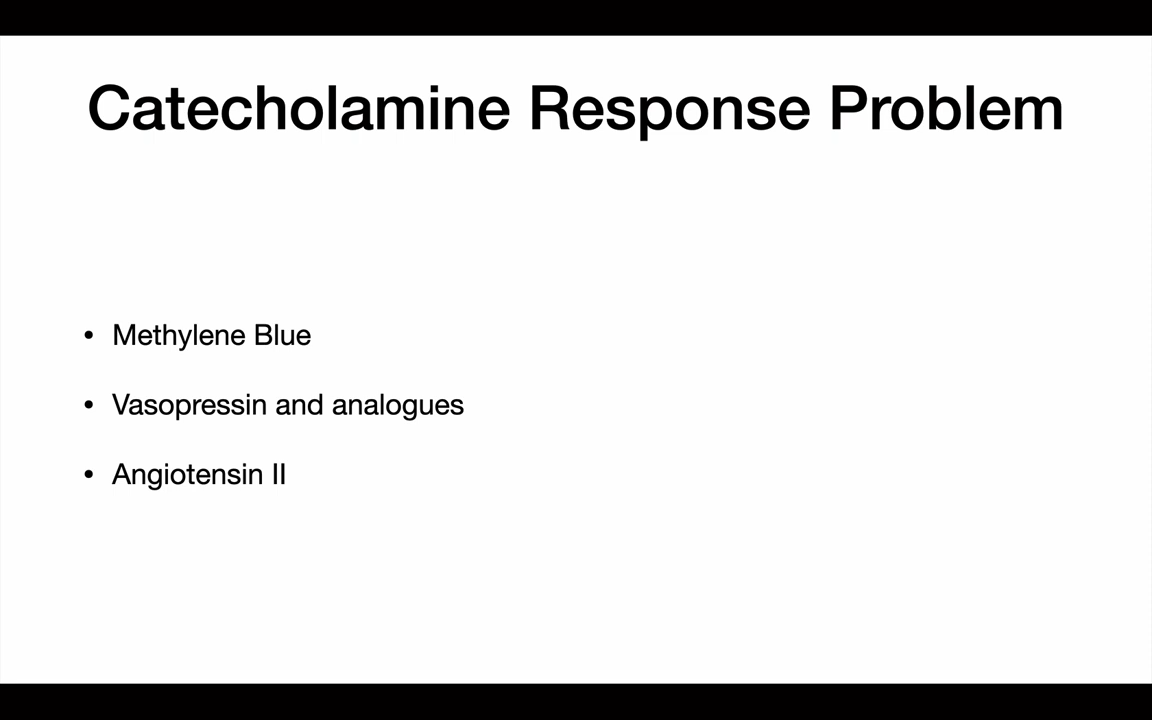 Catecholamine Response Problem
• Methylene Blue
• Vasopressin and analogues
• Angiotensin II